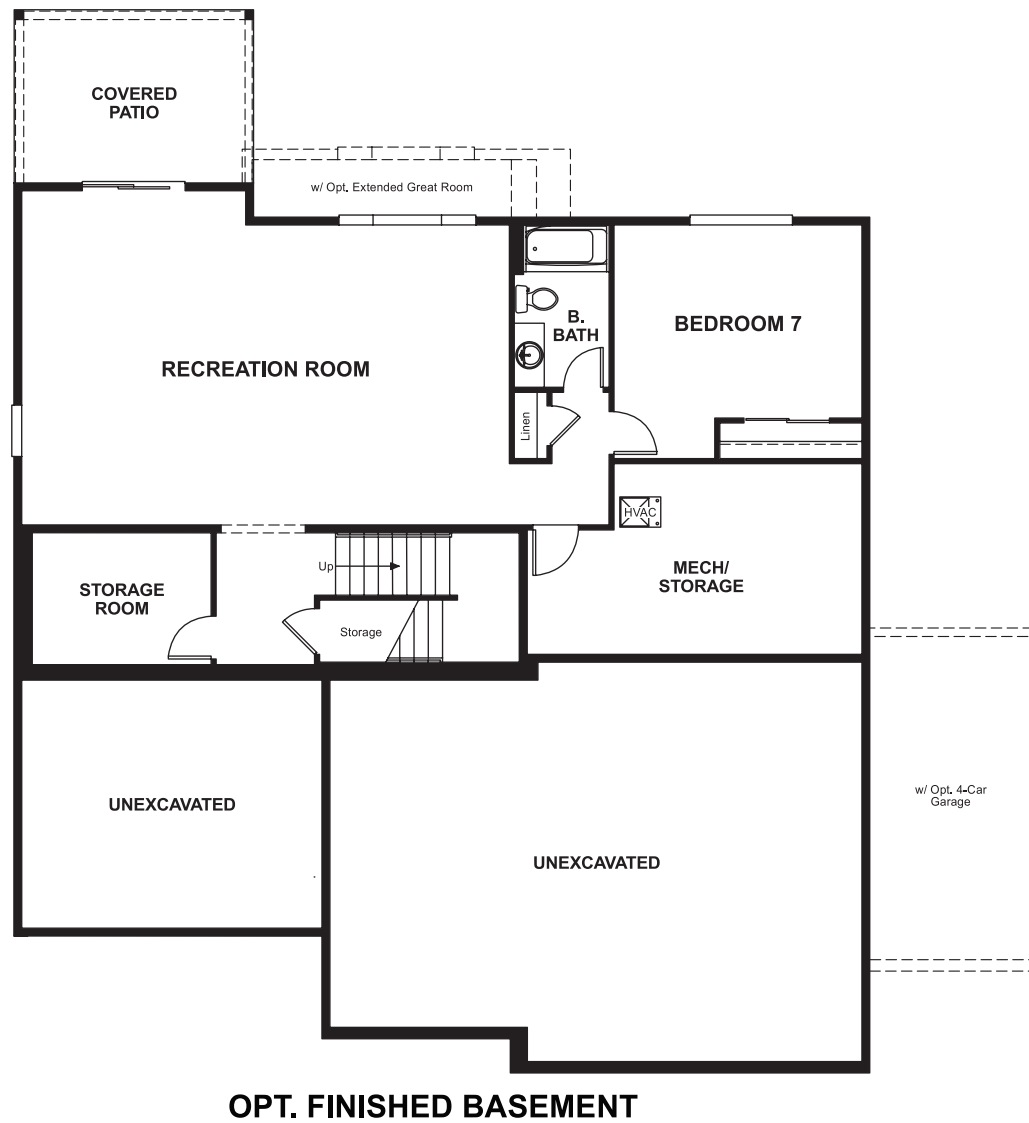 COVERED
PATIO
w/ Opt. Extended Great Room
B.
BATH
BEDROOM 7
RECREATION ROOM
Linen
HVAC
MECH/
STORAGE
Up
STORAGE
ROOM
Storage
w/ Opt. 4-Car
Garage
UNEXCAVATED
UNEXCAVATED
OPT. FINISHED BASEMENT